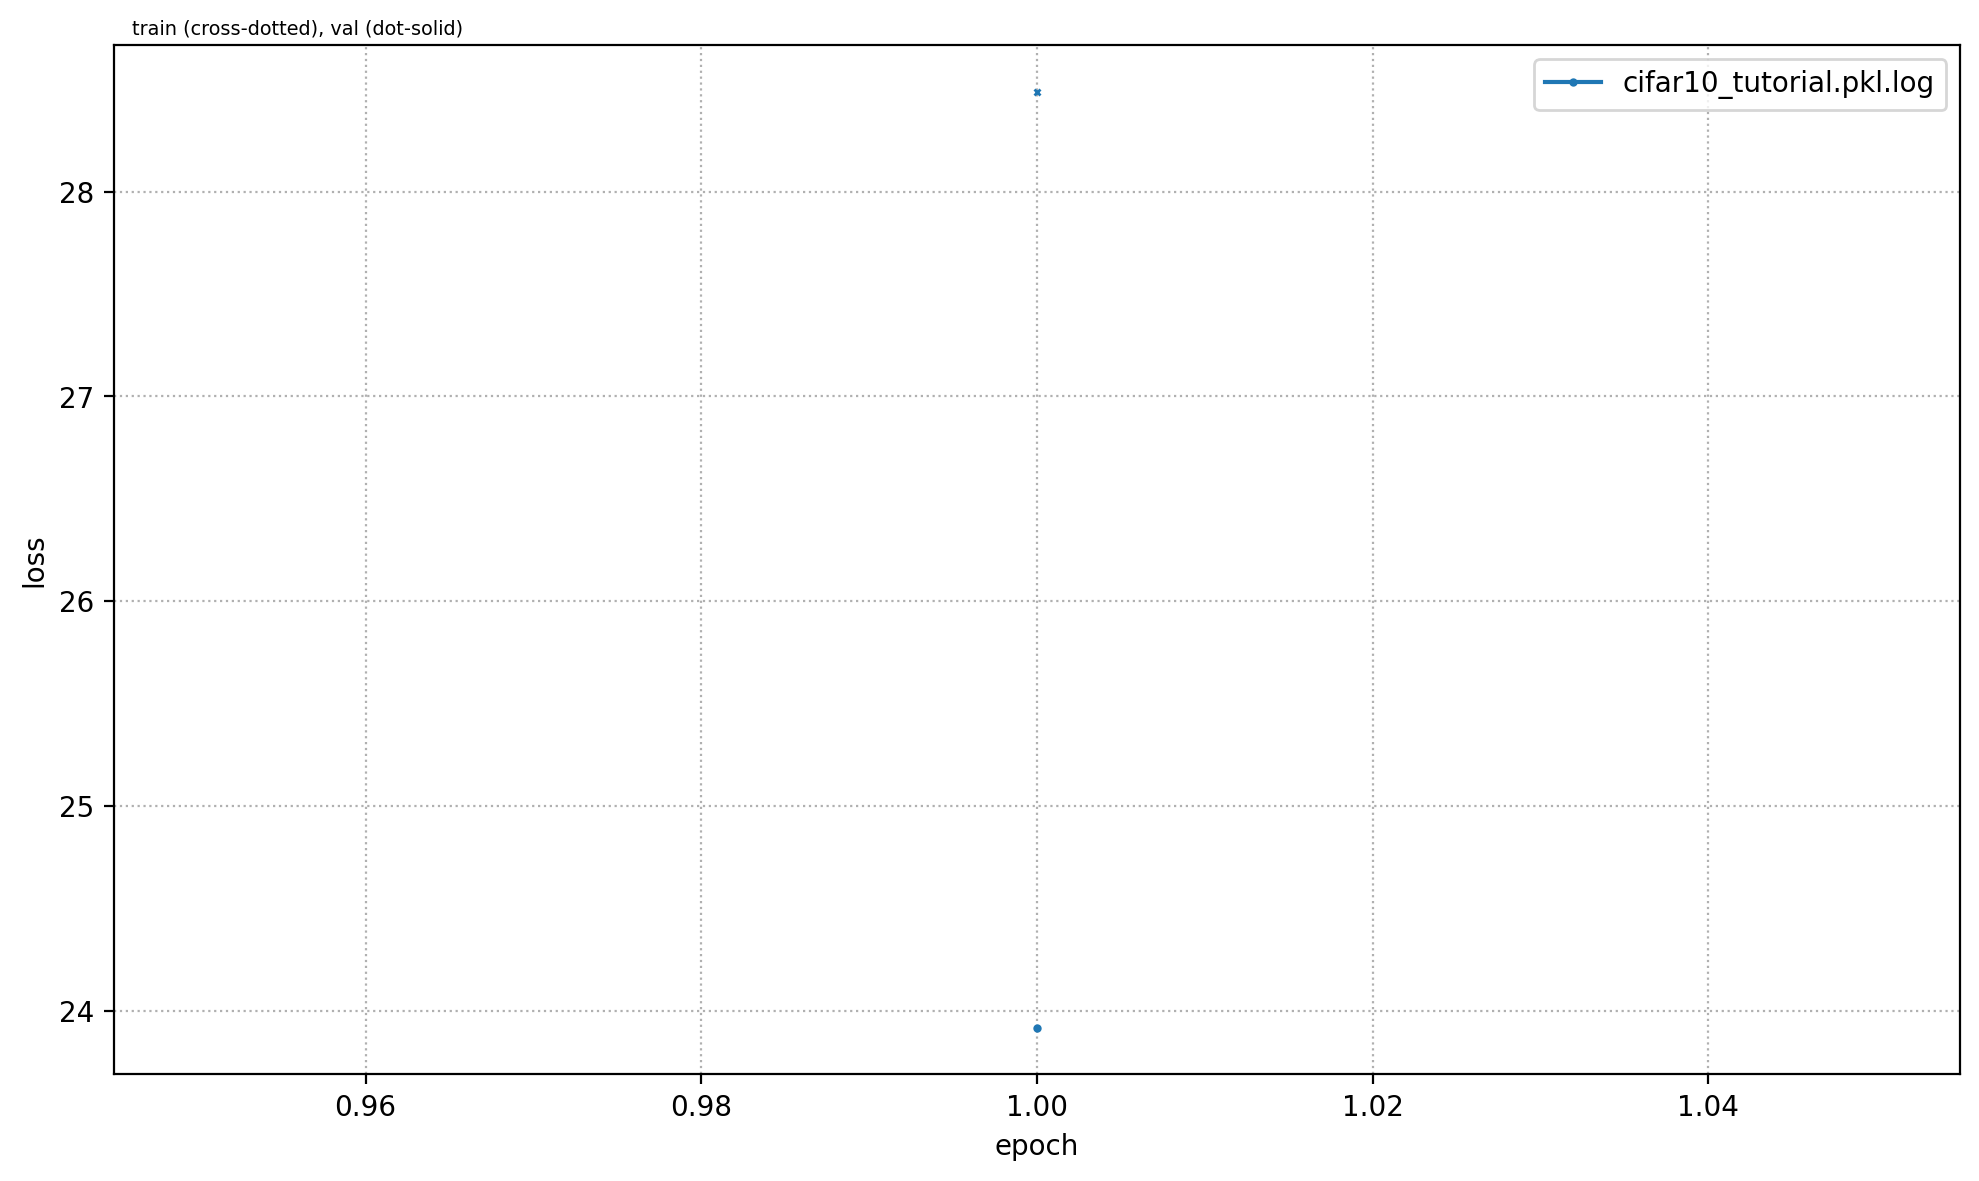 train (cross-dotted), val (dot-solid)
cifar10_tutorial.pkl.log
28
27
26
25
24
loss
0.96 0.98 1.00 1.02 1.04
epoch